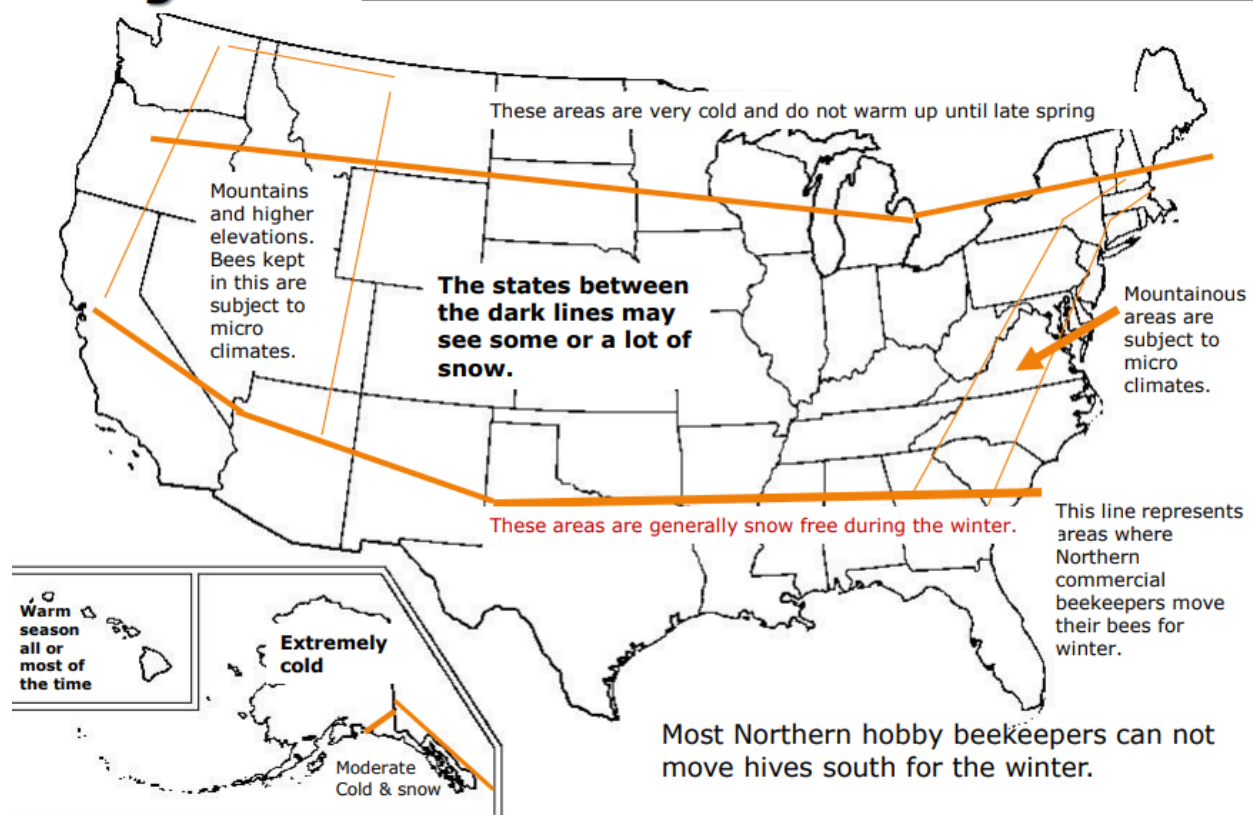 These areas are very cold and do not warm up until late spring
Mountains
and higher
elevations.
Bees kept
in this are
subject to
micro
climates.
The states between
the dark lines may
see some or a lot of
snow.
Mountainous
areas are
subject to
micro
climates.
These areas are generally snow free during the winter.
This line represents
areas where
Northern
commercial
beekeepers move
their bees for
winter.
Warm
season
all or
most of
the time
Extremely
cold
Moderate
Cold & snow
Most Northern hobby beekeepers can not
move hives south for the winter.